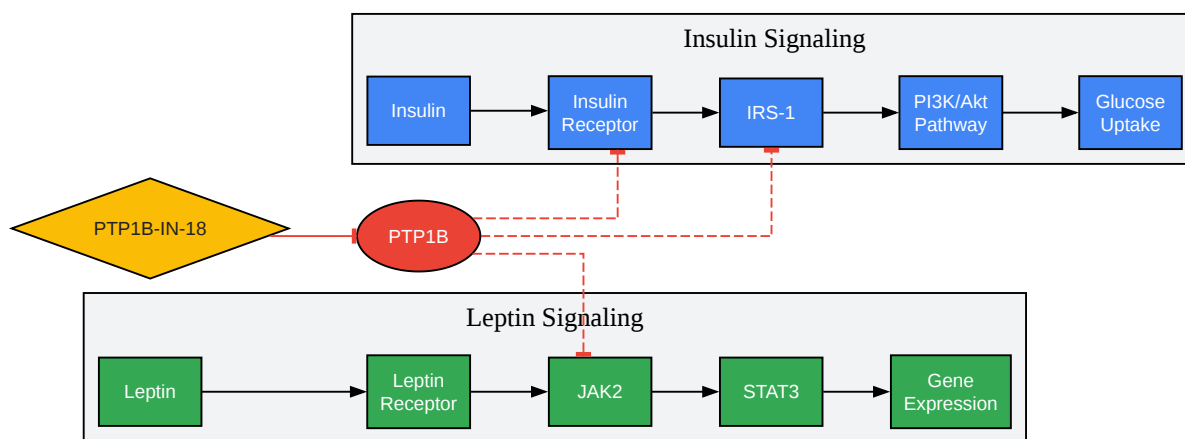 Insulin Signaling
Insulin
Insulin
Receptor
IRS-1
PI3K/Akt
Pathway
Glucose
Uptake
PTP1B-IN-18
PTP1B
Leptin Signaling
Leptin
Leptin
Receptor
JAK2
STAT3
Gene
Expression